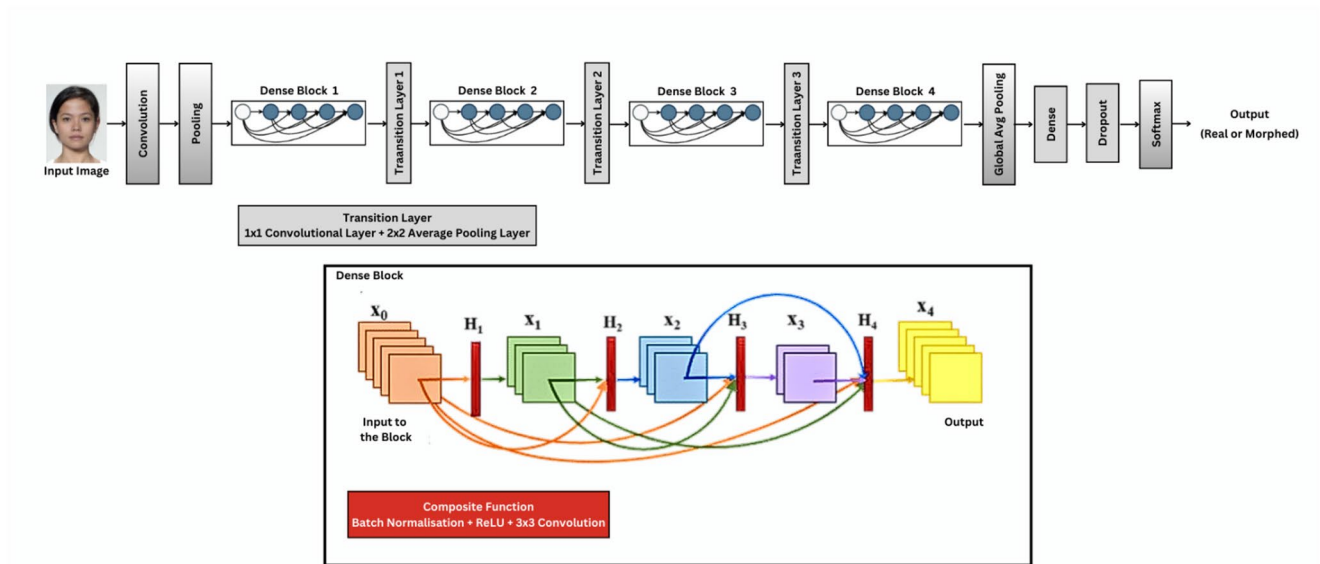 Input Image
Convolution
Pooling
Dense Block 1
Traansition Layer 1
Dense Block 2
Traansition Layer 2
Dense Block 3
Traansition Layer 3
Dense Block 4
Global Avg Pooling
Dense
Dropout
Softmax
Output
(Real or Morphed)
Transition Layer
1x1 Convolutional Layer + 2x2 Average Pooling Layer
Dense Block
x₀
H₁
x₁
H₂
x₂
H₃
x₃
H₄
x₄
Input to
the Block
Output
Composite Function
Batch Normalisation + ReLU + 3x3 Convolution